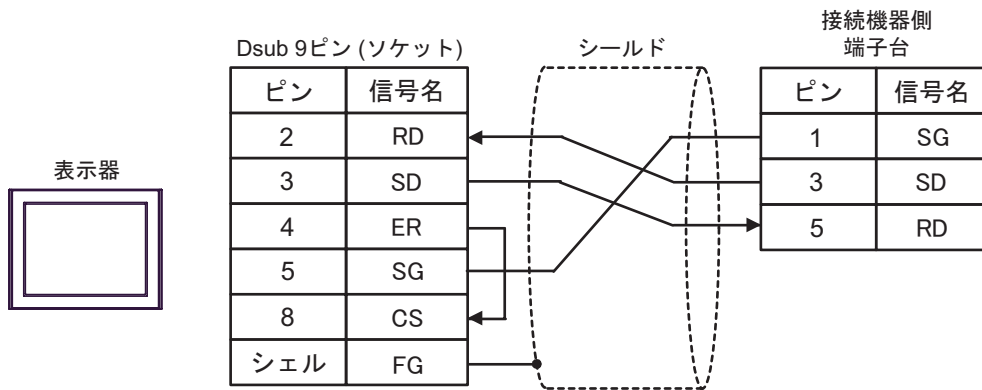 表示器
Dsub 9ピン (ソケット)
ピン 信号名
2 RD
3 SD
4 ER
5 SG
8 CS
シェル FG
シールド
接続機器側
端子台
ピン 信号名
1 SG
3 SD
5 RD